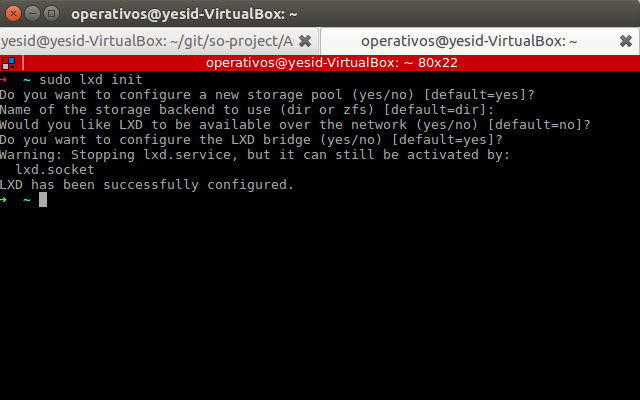 operativos@yesid-VirtualBox: ~
yesid@yesid-VirtualBox: ~/git/so-project/A
operativos@yesid-VirtualBox: ~
operativos@yesid-VirtualBox: ~ 80x22
→ ~ sudo lxd init
Do you want to configure a new storage pool (yes/no) [default=yes]?
Name of the storage backend to use (dir or zfs) [default=dir]:
Would you like LXD to be available over the network (yes/no) [default=no]?
Do you want to configure the LXD bridge (yes/no) [default=yes]?
Warning: Stopping lxd.service, but it can still be activated by:
  lxd.socket
LXD has been successfully configured.
→ ~